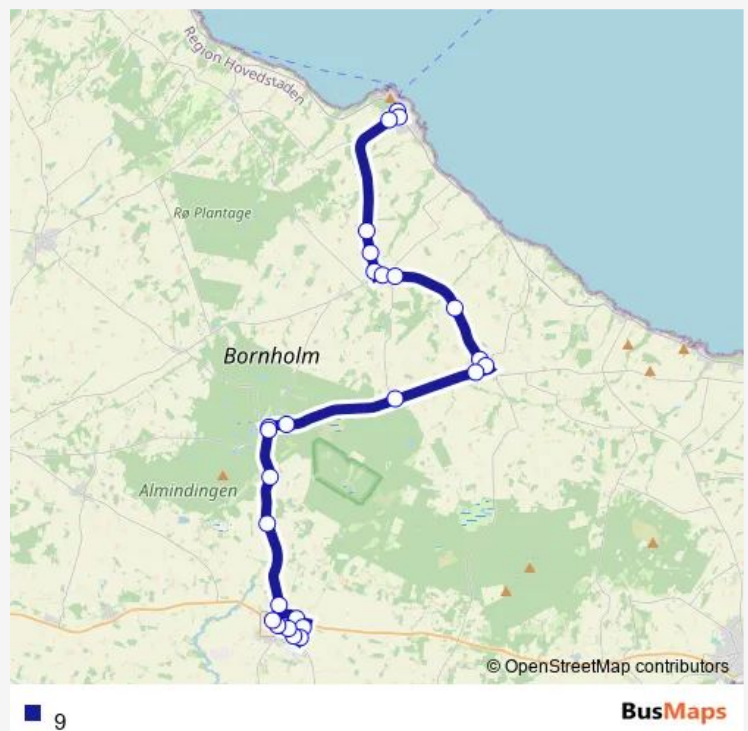 Region Hovedstaden
Rø Plantage
Bornholm
Almindingen
© OpenStreetMap contributors
9
BusMaps